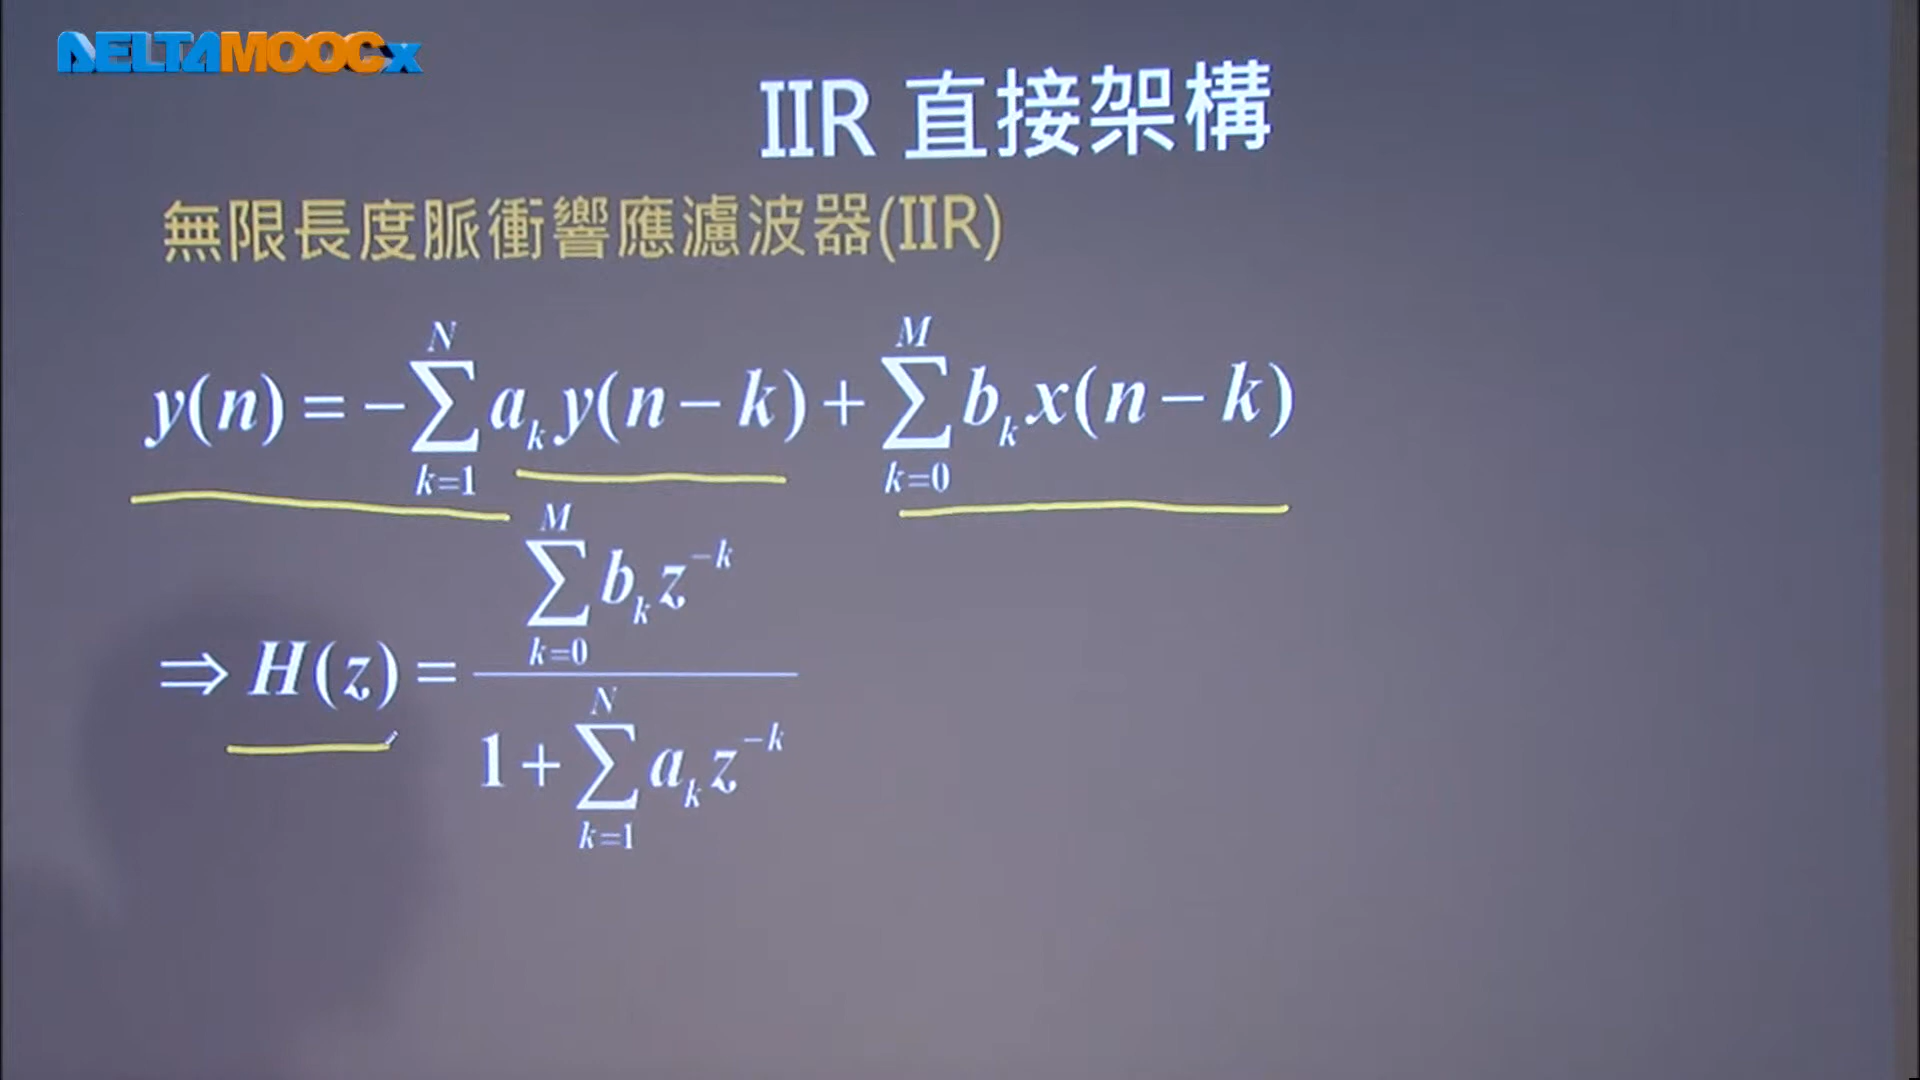 DELTAMOOCx
IIR 直接架構
無限長度脈衝響應濾波器(IIR)
y(n) = -∑_{k=1}^{N} a_k y(n-k) + ∑_{k=0}^{M} b_k x(n-k)
⇒ H(z) = \frac{∑_{k=0}^{M} b_k z^{-k}}{1+∑_{k=1}^{N} a_k z^{-k}}